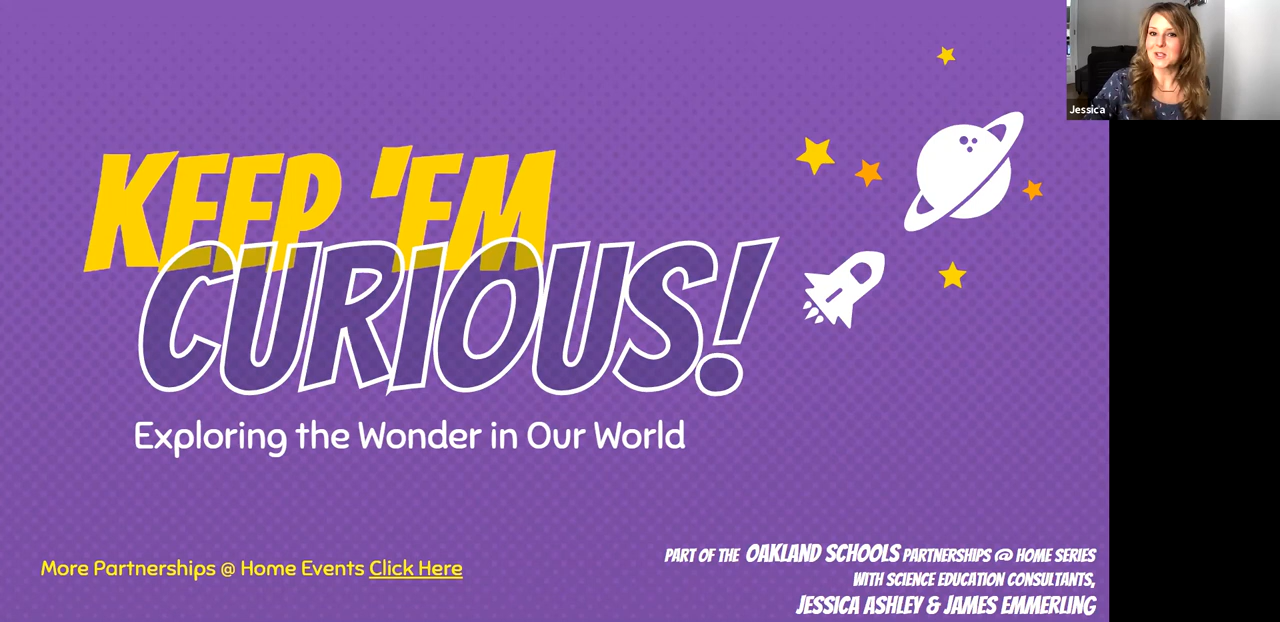 KEEP 'EM
CURIOUS!
Exploring the Wonder in Our World
More Partnerships @ Home Events Click Here
PART OF THE OAKLAND SCHOOLS PARTNERSHIPS @ HOME SERIES
WITH SCIENCE EDUCATION CONSULTANTS,
JESSICA ASHLEY & JAMES EMMERLING
Jessica